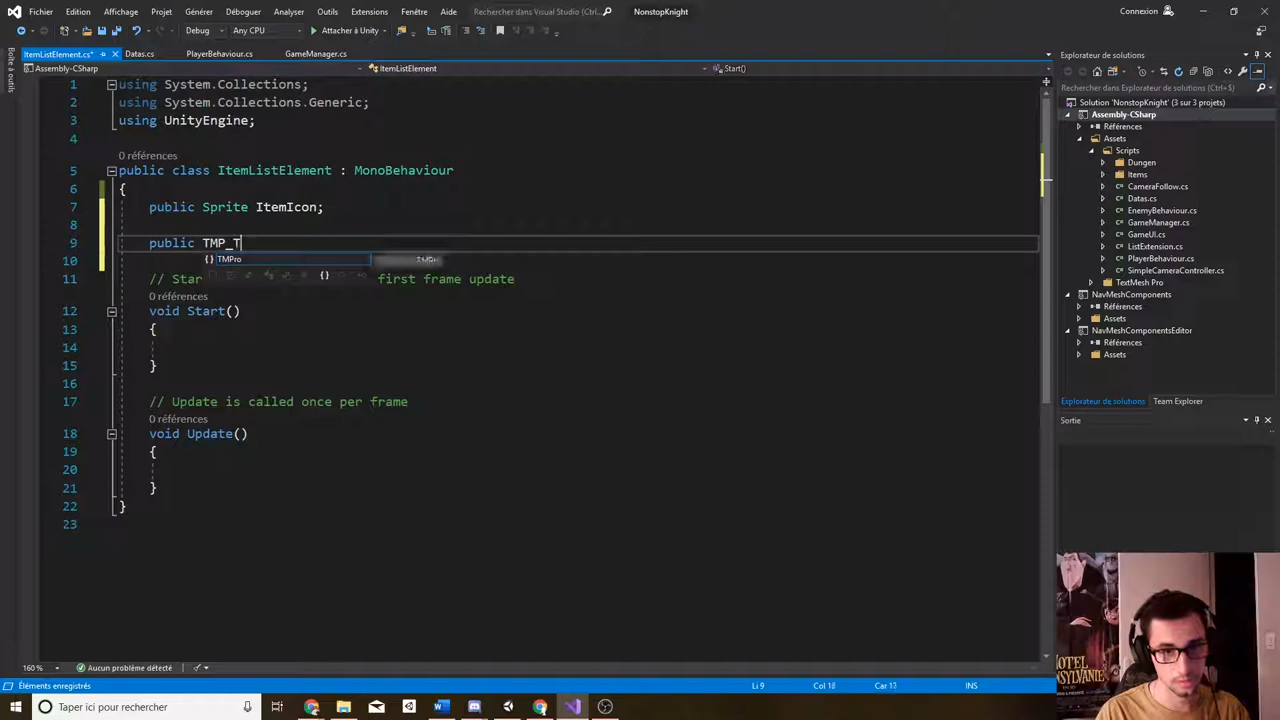 Fichier Edition Affichage Projet Générer Déboguer Analyser Outils Extensions Fenêtre Aide Rechercher dans Visual Studio (Ctrl+Q) NonstopKnight Connexion
Debug Any CPU Attacher à Unity
Boîte à outils
ItemListElement.cs* Datas.cs PlayerBehaviour.cs GameManager.cs
Assembly-CSharp ItemListElement Start()
1 using System.Collections;
2 using System.Collections.Generic;
3 using UnityEngine;
4
0 références
5 public class ItemListElement : MonoBehaviour
6 {
7 public Sprite ItemIcon;
8
9 public TMP_T
TMPro
10
11 // Star first frame update
0 références
12 void Start()
13 {
14
15 }
16
17 // Update is called once per frame
0 références
18 void Update()
19 {
20
21 }
22 }
23
160 % Aucun problème détecté Li 9 Col 18 Car 13 INS
Éléments enregistrés
Explorateur de solutions
Rechercher dans Explorateur de solutions (Ctrl+$)
Solution 'NonstopKnight' (3 sur 3 projets)
Assembly-CSharp
Références
Assets
Scripts
Dungen
Items
CameraFollow.cs
Datas.cs
EnemyBehaviour.cs
GameManager.cs
GameUI.cs
ListExtension.cs
PlayerBehaviour.cs
SimpleCameraController.cs
TextMesh Pro
NavMeshComponents
Références
Assets
NavMeshComponentsEditor
Références
Assets
Explorateur de solutions Team Explorer
Sortie
HOTEL
Taper ici pour rechercher